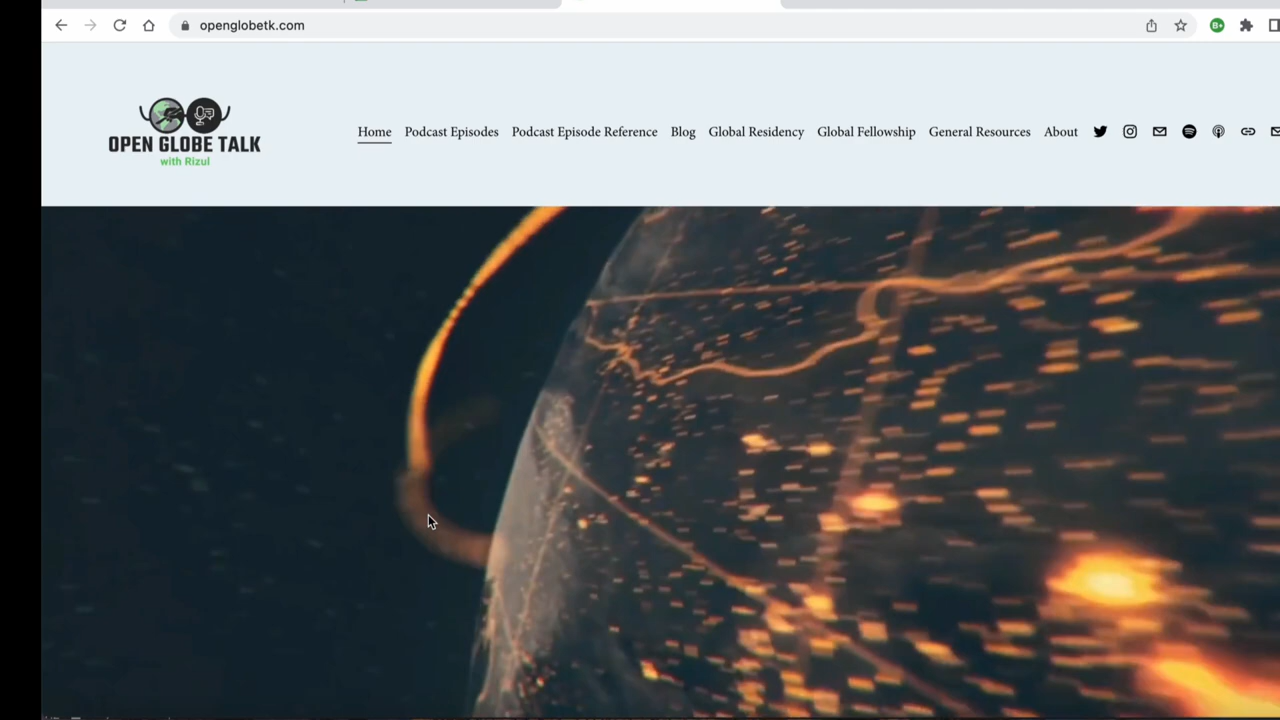 openglobetk.com
B+
OPEN GLOBE TALK
with Rizul
Home Podcast Episodes Podcast Episode Reference Blog Global Residency Global Fellowship General Resources About